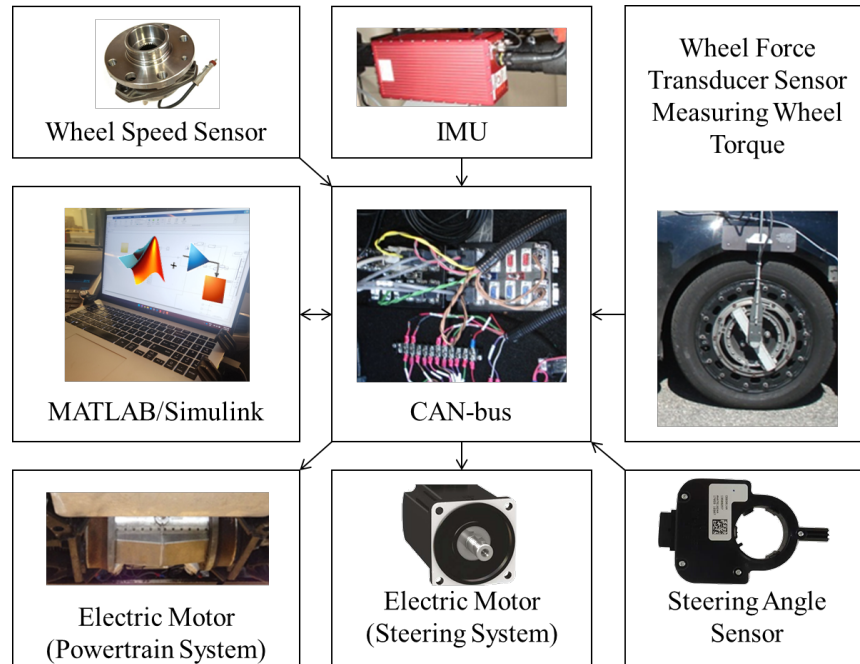 Wheel Speed Sensor
IMU
Wheel Force
Transducer Sensor
Measuring Wheel
Torque
MATLAB/Simulink
+
CAN-bus
Electric Motor
(Powertrain System)
Electric Motor
(Steering System)
Steering Angle
Sensor